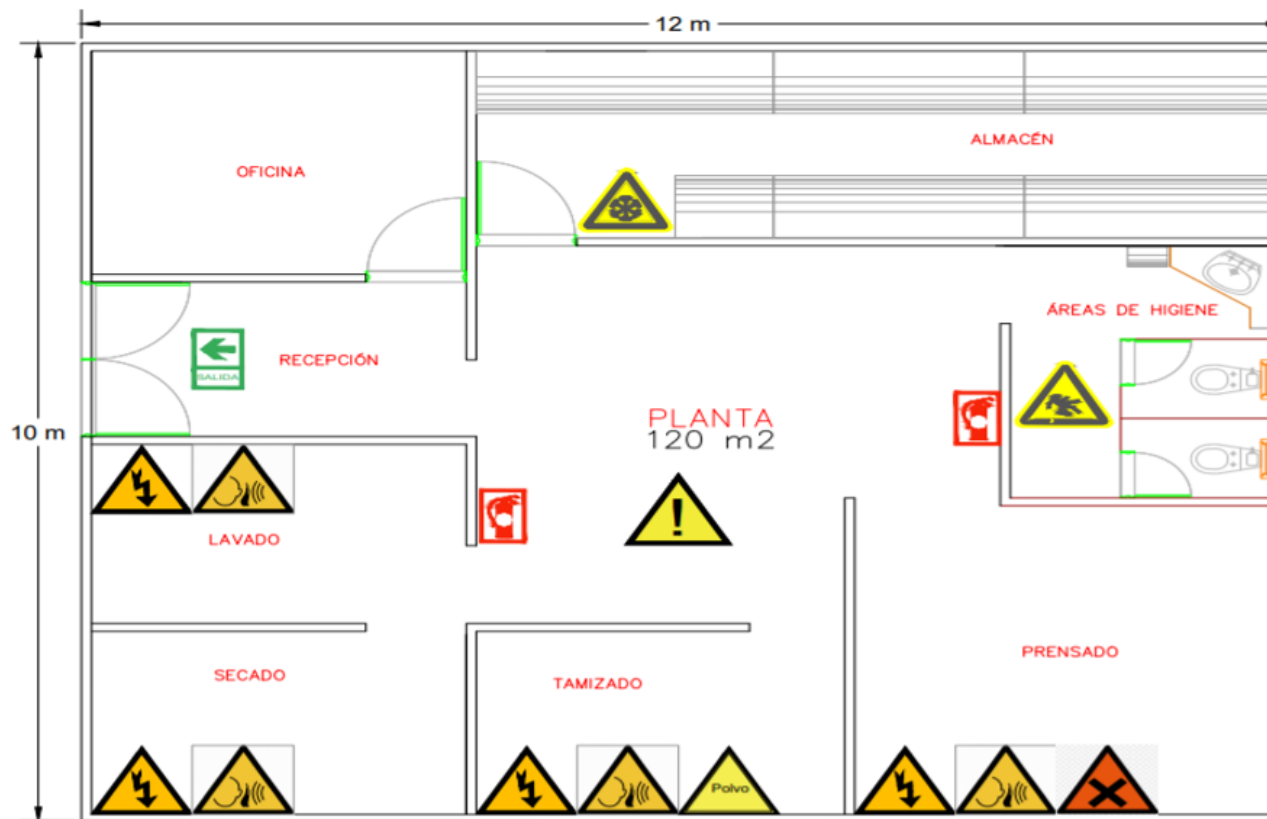 12 m
OFICINA
ALMACÉN
ÁREAS DE HIGIENE
RECEPCIÓN
SALIDA
PLANTA
120 m2
10 m
!
LAVADO
SECADO
TAMIZADO
PRENSADO
Polvo